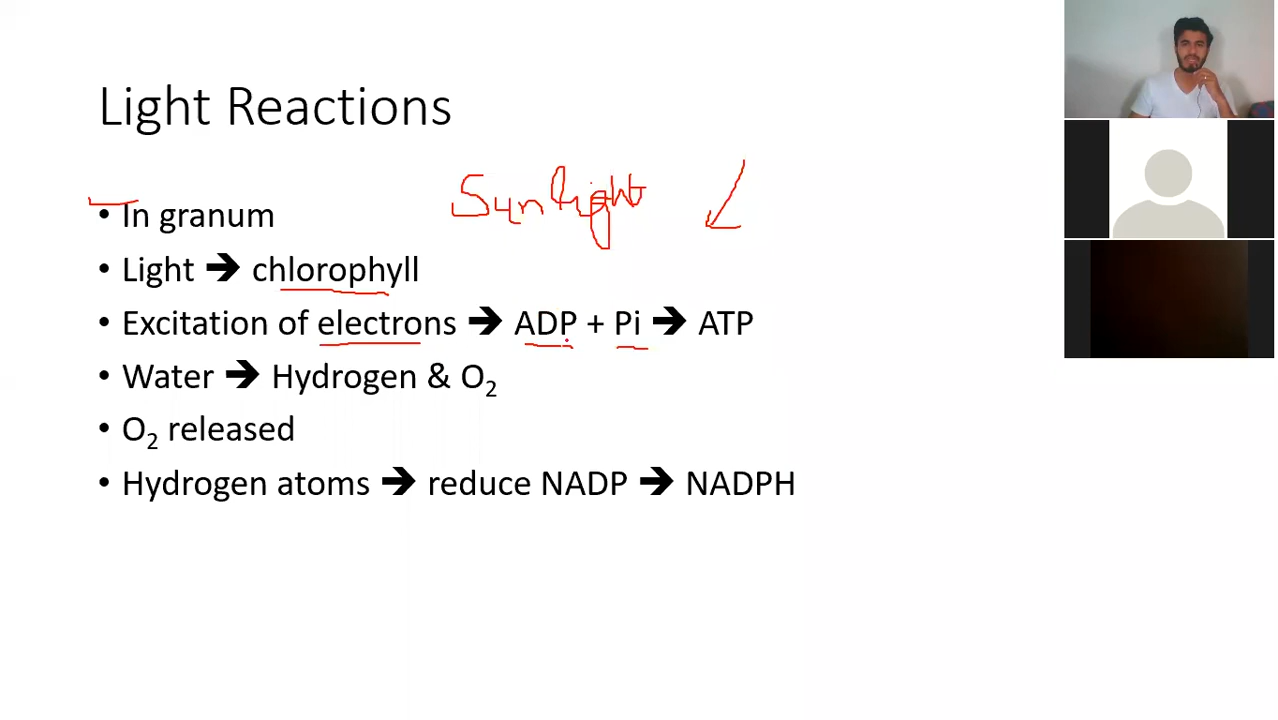 Light Reactions
Sunlight
• In granum
• Light 🡺 chlorophyll
• Excitation of electrons 🡺 ADP + Pi 🡺 ATP
• Water 🡺 Hydrogen & O₂
• O₂ released
• Hydrogen atoms 🡺 reduce NADP 🡺 NADPH